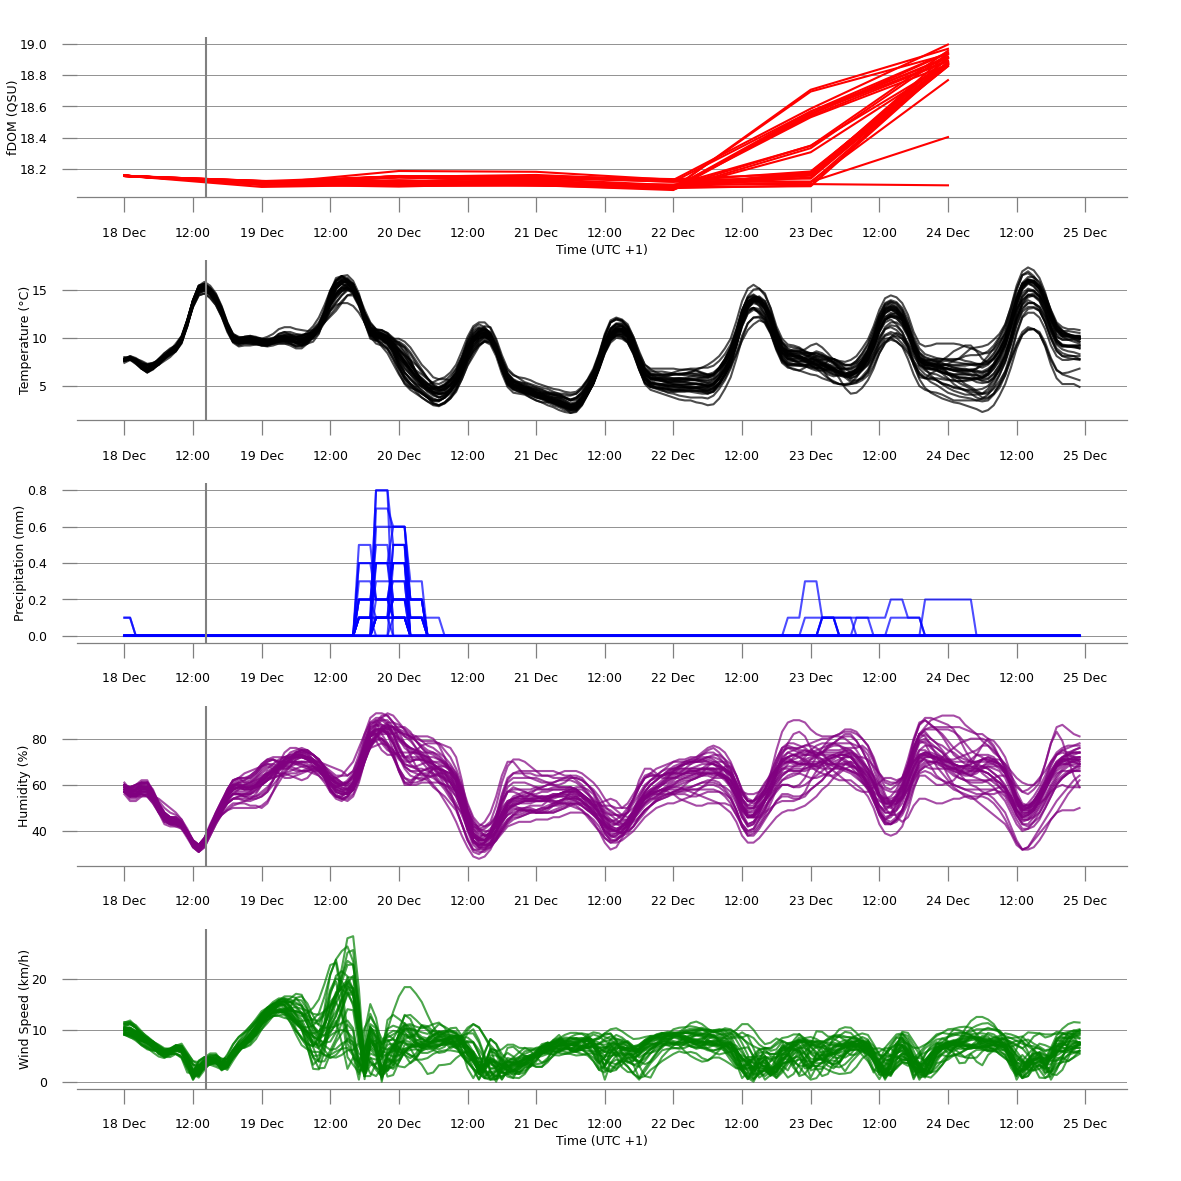 fDOM (QSU)
19.0
18.8
18.6
18.4
18.2
18 Dec 12:00 19 Dec 12:00 20 Dec 12:00 21 Dec 12:00 22 Dec 12:00 23 Dec 12:00 24 Dec 12:00 25 Dec
Time (UTC +1)
Temperature (°C)
15
10
5
18 Dec 12:00 19 Dec 12:00 20 Dec 12:00 21 Dec 12:00 22 Dec 12:00 23 Dec 12:00 24 Dec 12:00 25 Dec
Precipitation (mm)
0.8
0.6
0.4
0.2
0.0
18 Dec 12:00 19 Dec 12:00 20 Dec 12:00 21 Dec 12:00 22 Dec 12:00 23 Dec 12:00 24 Dec 12:00 25 Dec
Humidity (%)
80
60
40
18 Dec 12:00 19 Dec 12:00 20 Dec 12:00 21 Dec 12:00 22 Dec 12:00 23 Dec 12:00 24 Dec 12:00 25 Dec
Wind Speed (km/h)
20
10
0
18 Dec 12:00 19 Dec 12:00 20 Dec 12:00 21 Dec 12:00 22 Dec 12:00 23 Dec 12:00 24 Dec 12:00 25 Dec
Time (UTC +1)